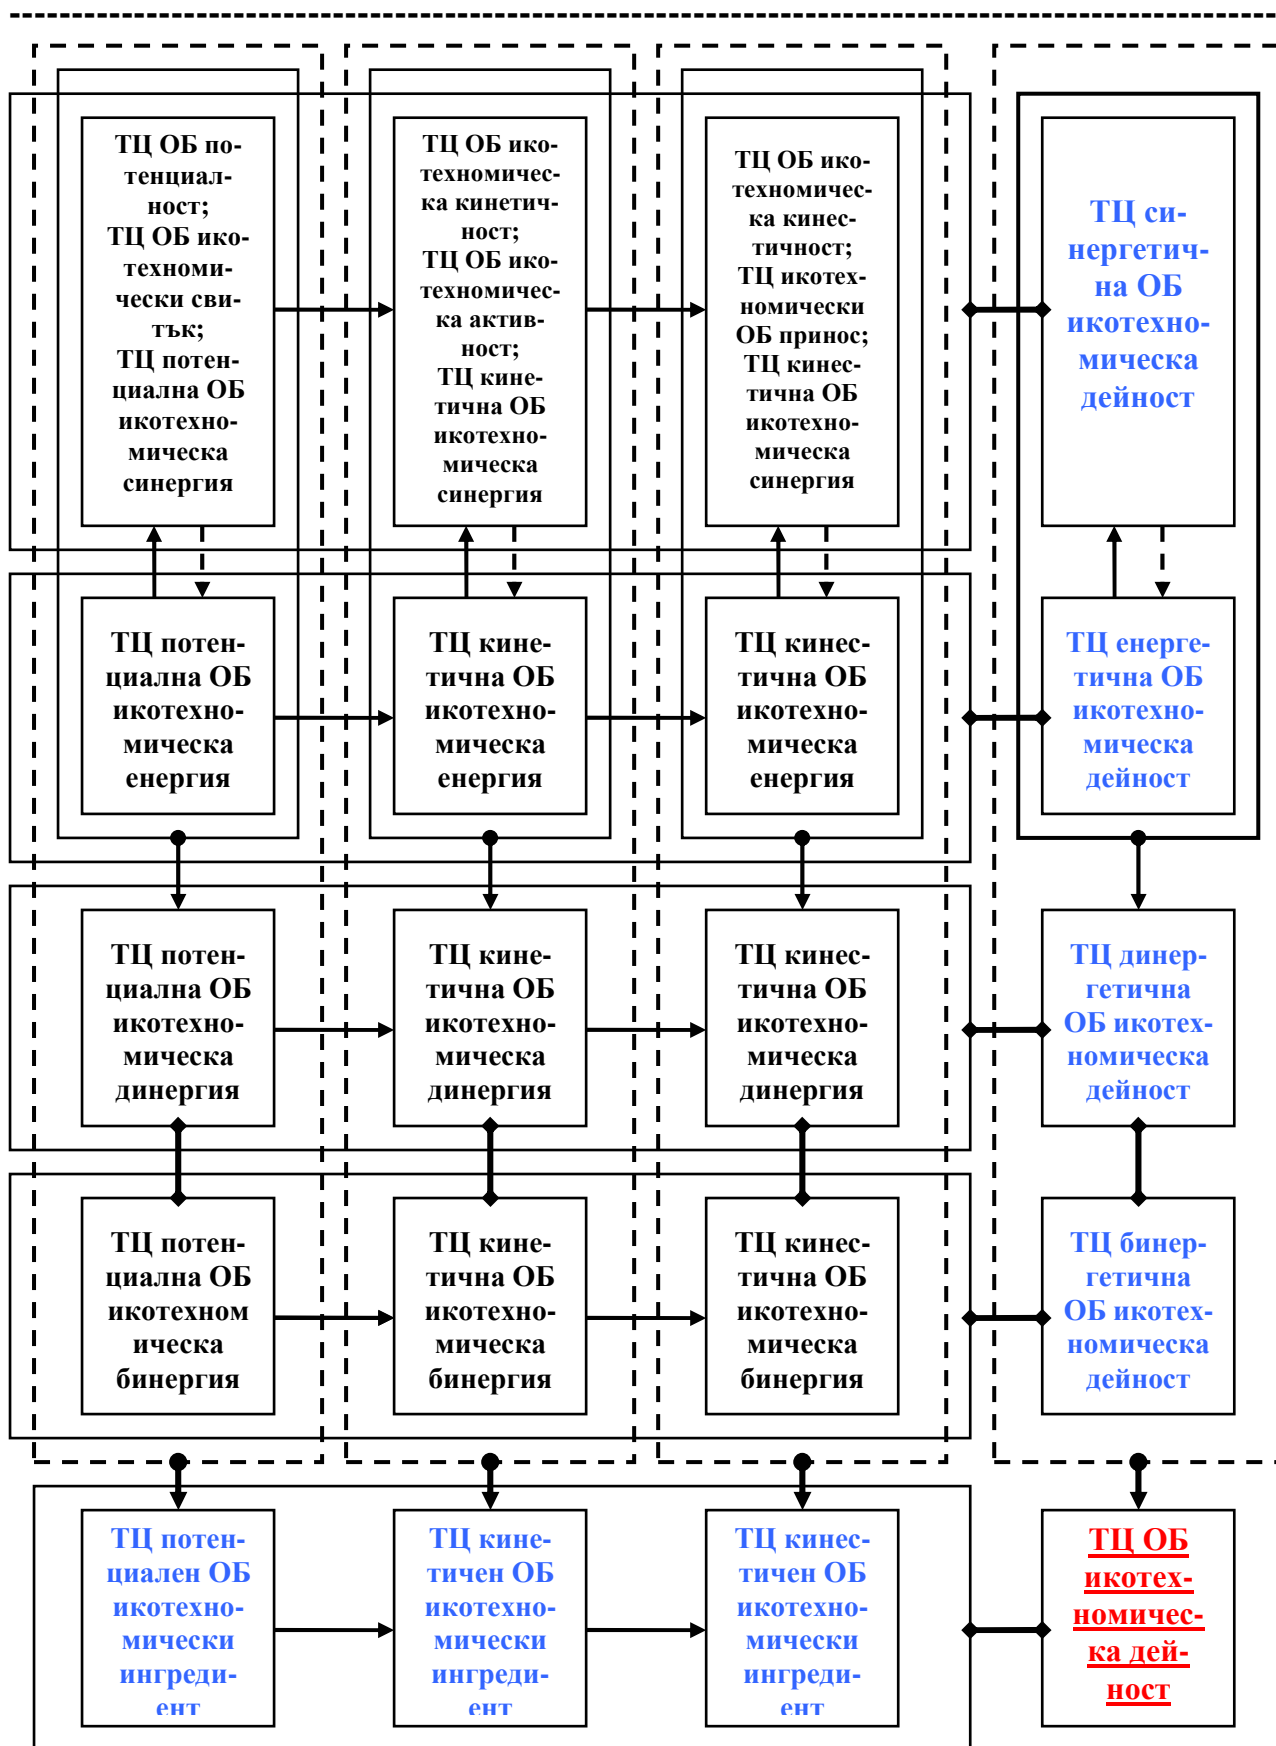 ТЦ ОБ по-
тенциал-
ност;
ТЦ ОБ ико-
техноми-
чески сви-
тък;
ТЦ потен-
циална ОБ
икотехно-
мическа
синергия
ТЦ ОБ ико-
техномичес-
ка кинетич-
ност;
ТЦ ОБ ико-
техномичес-
ка актив-
ност;
ТЦ кине-
тична ОБ
икотехно-
мическа
синергия
ТЦ ОБ ико-
техномичес-
ка кинес-
тичност;
ТЦ икотех-
номически
ОБ принос;
ТЦ кинес-
тична ОБ
икотехно-
мическа
синергия
ТЦ си-
нергетич-
на ОБ
икотехно-
мическа
дейност
ТЦ потен-
циална ОБ
икотехно-
мическа
енергия
ТЦ кине-
тична ОБ
икотехно-
мическа
енергия
ТЦ кинес-
тична ОБ
икотехно-
мическа
енергия
ТЦ енерге-
тична ОБ
икотехно-
мическа
дейност
ТЦ потен-
циална ОБ
икотехно-
мическа
динергия
ТЦ кине-
тична ОБ
икотехно-
мическа
динергия
ТЦ кинес-
тична ОБ
икотехно-
мическа
динергия
ТЦ динер-
гетична
ОБ икотех-
номическа
дейност
ТЦ потен-
циална ОБ
икотехном
ическа
бинергия
ТЦ кине-
тична ОБ
икотехно-
мическа
бинергия
ТЦ кинес-
тична ОБ
икотехно-
мическа
бинергия
ТЦ бинер-
гетична
ОБ икотех-
номическа
дейност
ТЦ потен-
циален ОБ
икотехно-
мически
ингреди-
ент
ТЦ кине-
тичен ОБ
икотехно-
мически
ингреди-
ент
ТЦ кинес-
тичен ОБ
икотехно-
мически
ингреди-
ент
ТЦ ОБ
икотех-
номичес-
ка дей-
ност